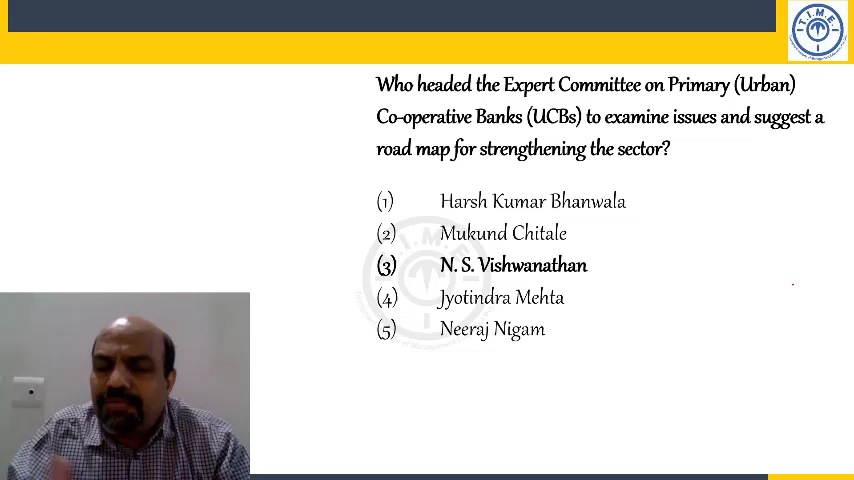 T.I.M.E.
Who headed the Expert Committee on Primary (Urban)
Co-operative Banks (UCBs) to examine issues and suggest a
road map for strengthening the sector?
(1) Harsh Kumar Bhanwala
(2) Mukund Chitale
(3) N. S. Vishwanathan
(4) Jyotindra Mehta
(5) Neeraj Nigam